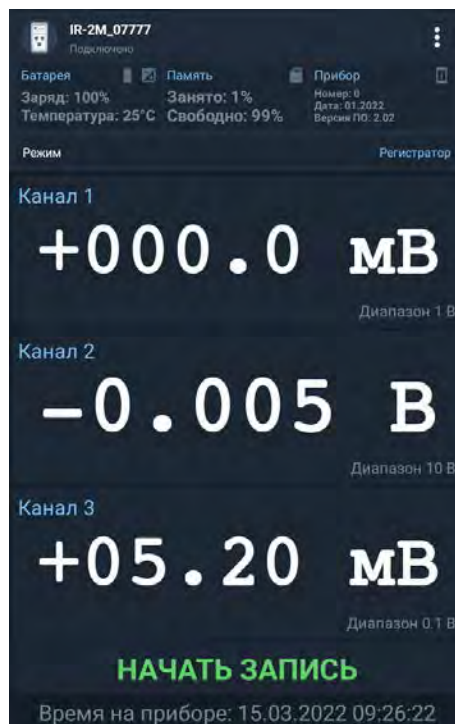 IR-2M_07777
Подключено
Батарея Память Прибор
Заряд: 100% Занято: 1% Номер: 0
Температура: 25°C Свободно: 99% Дата: 01.2022
Версия ПО: 2.02
Режим Регистратор
Канал 1
+000.0 мВ
Диапазон 1 В
Канал 2
-0.005 В
Диапазон 10 В
Канал 3
+05.20 мВ
Диапазон 0.1 В
НАЧАТЬ ЗАПИСЬ
Время на приборе: 15.03.2022 09:26:22